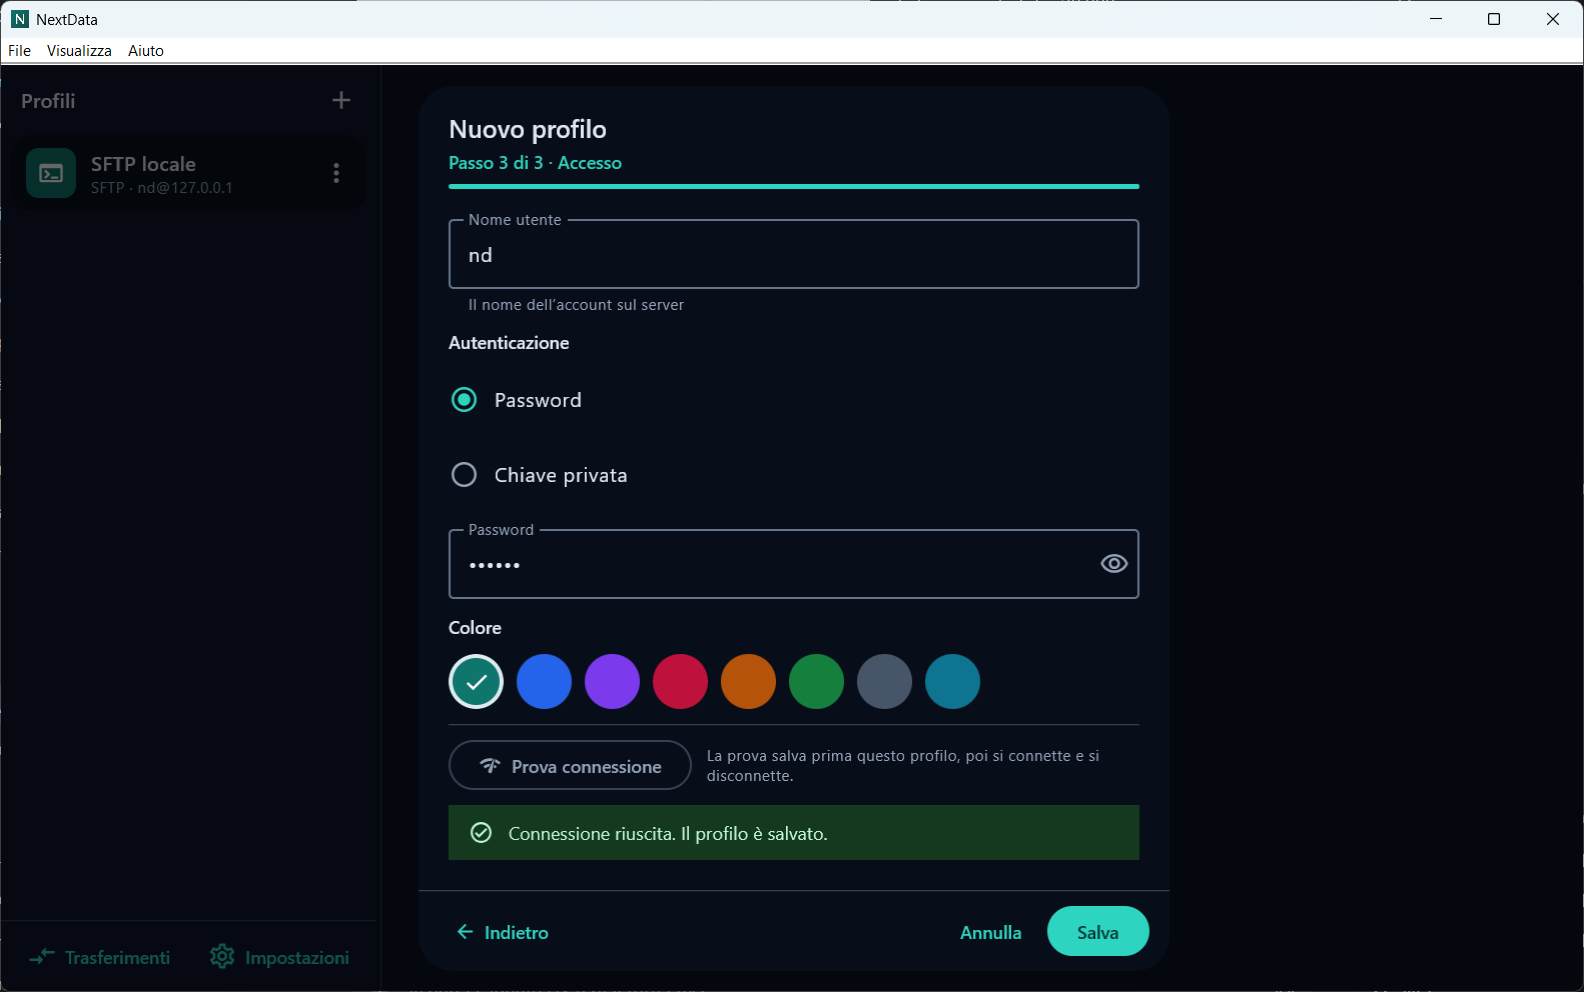 NextData
File Visualizza Aiuto
Profili
SFTP locale
SFTP · nd@127.0.0.1
Trasferimenti Impostazioni
Nuovo profilo
Passo 3 di 3 · Accesso
Nome utente
nd
Il nome dell’account sul server
Autenticazione
Password
Chiave privata
Password
••••••
Colore
Prova connessione
La prova salva prima questo profilo, poi si connette e si
disconnette.
Connessione riuscita. Il profilo è salvato.
Indietro
Annulla
Salva